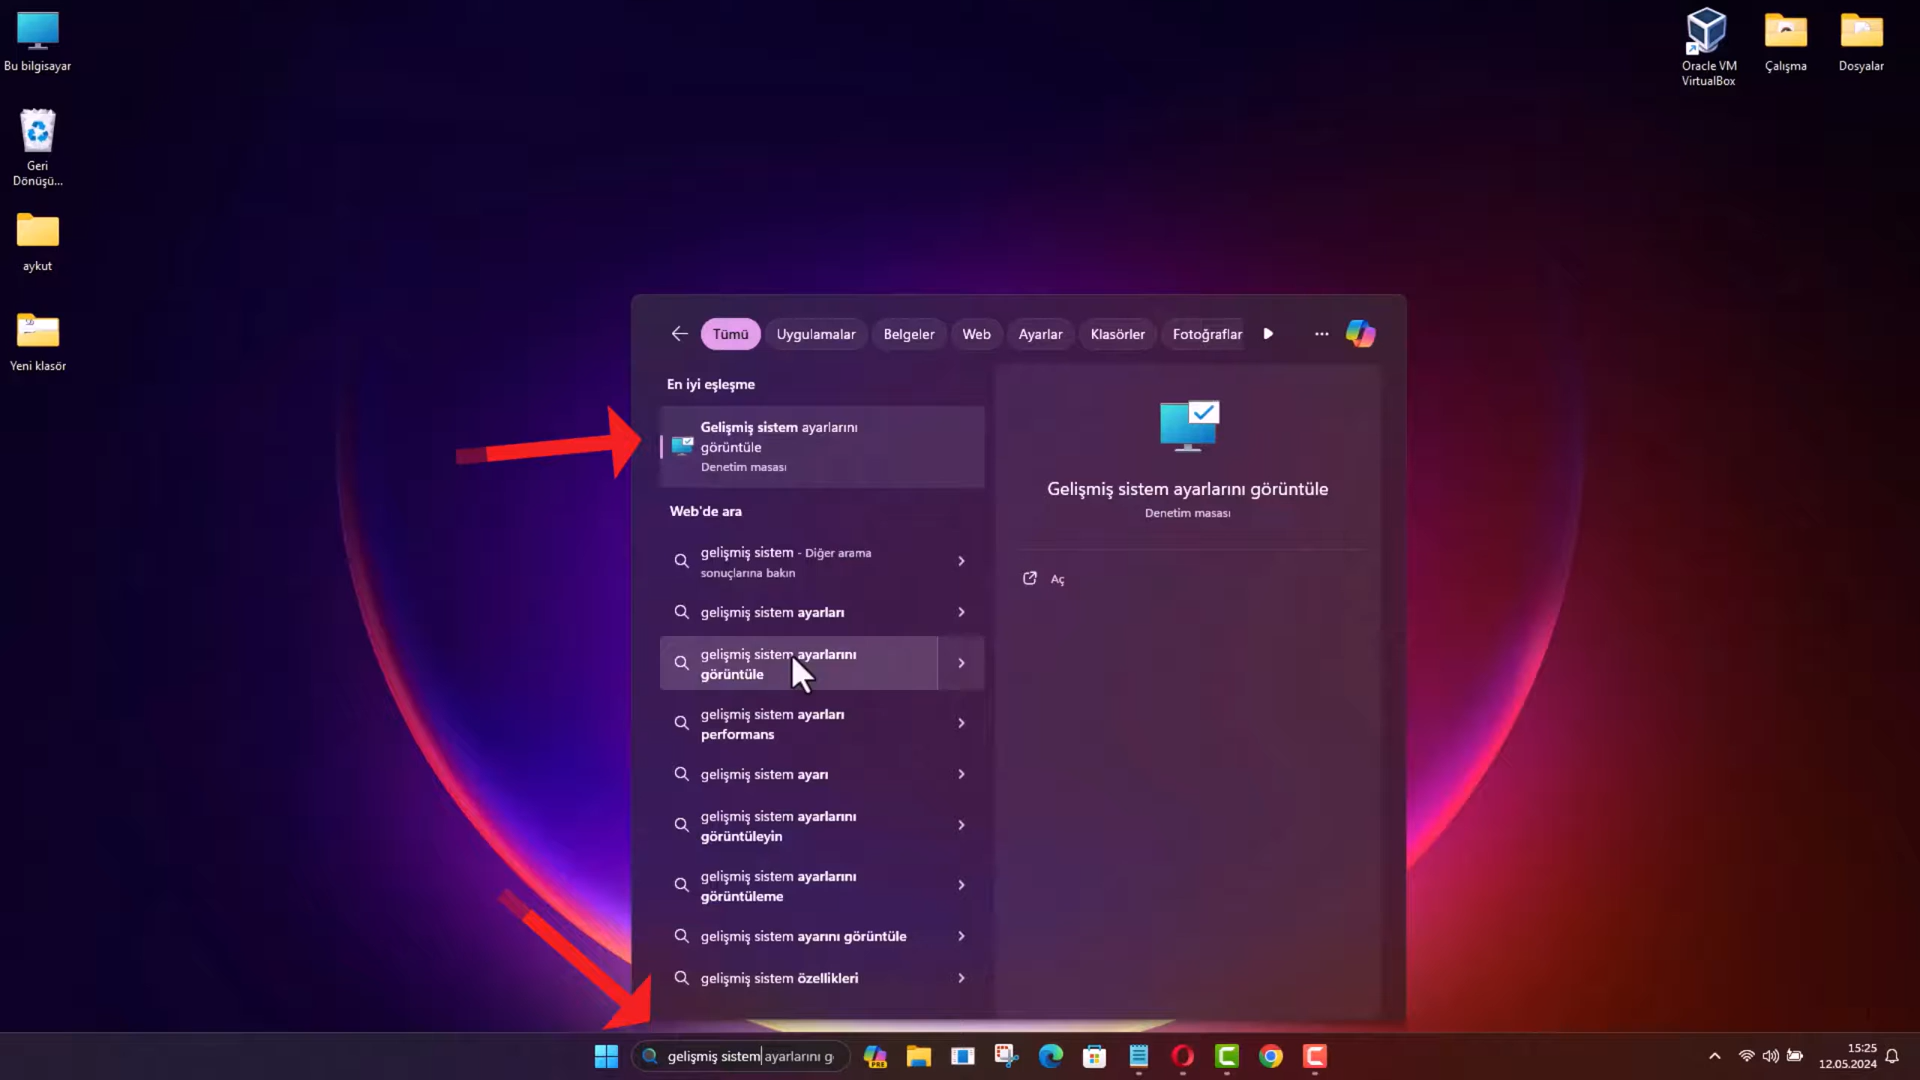 Bu bilgisayar
Geri
Dönüşü...
aykut
Yeni klasör
Oracle VM
VirtualBox
Çalışma
Dosyalar
Tümü
Uygulamalar
Belgeler
Web
Ayarlar
Klasörler
Fotoğraflar
En iyi eşleşme
Gelişmiş sistem ayarlarını
görüntüle
Denetim masası
Web'de ara
gelişmiş sistem - Diğer arama
sonuçlarına bakın
gelişmiş sistem ayarları
gelişmiş sistem ayarlarını
görüntüle
gelişmiş sistem ayarları
performans
gelişmiş sistem ayarı
gelişmiş sistem ayarlarını
görüntüleyin
gelişmiş sistem ayarlarını
görüntüleme
gelişmiş sistem ayarını görüntüle
gelişmiş sistem özellikleri
Gelişmiş sistem ayarlarını görüntüle
Denetim masası
Aç
gelişmiş sistem ayarlarını g
PRE
15:25
12.05.2024